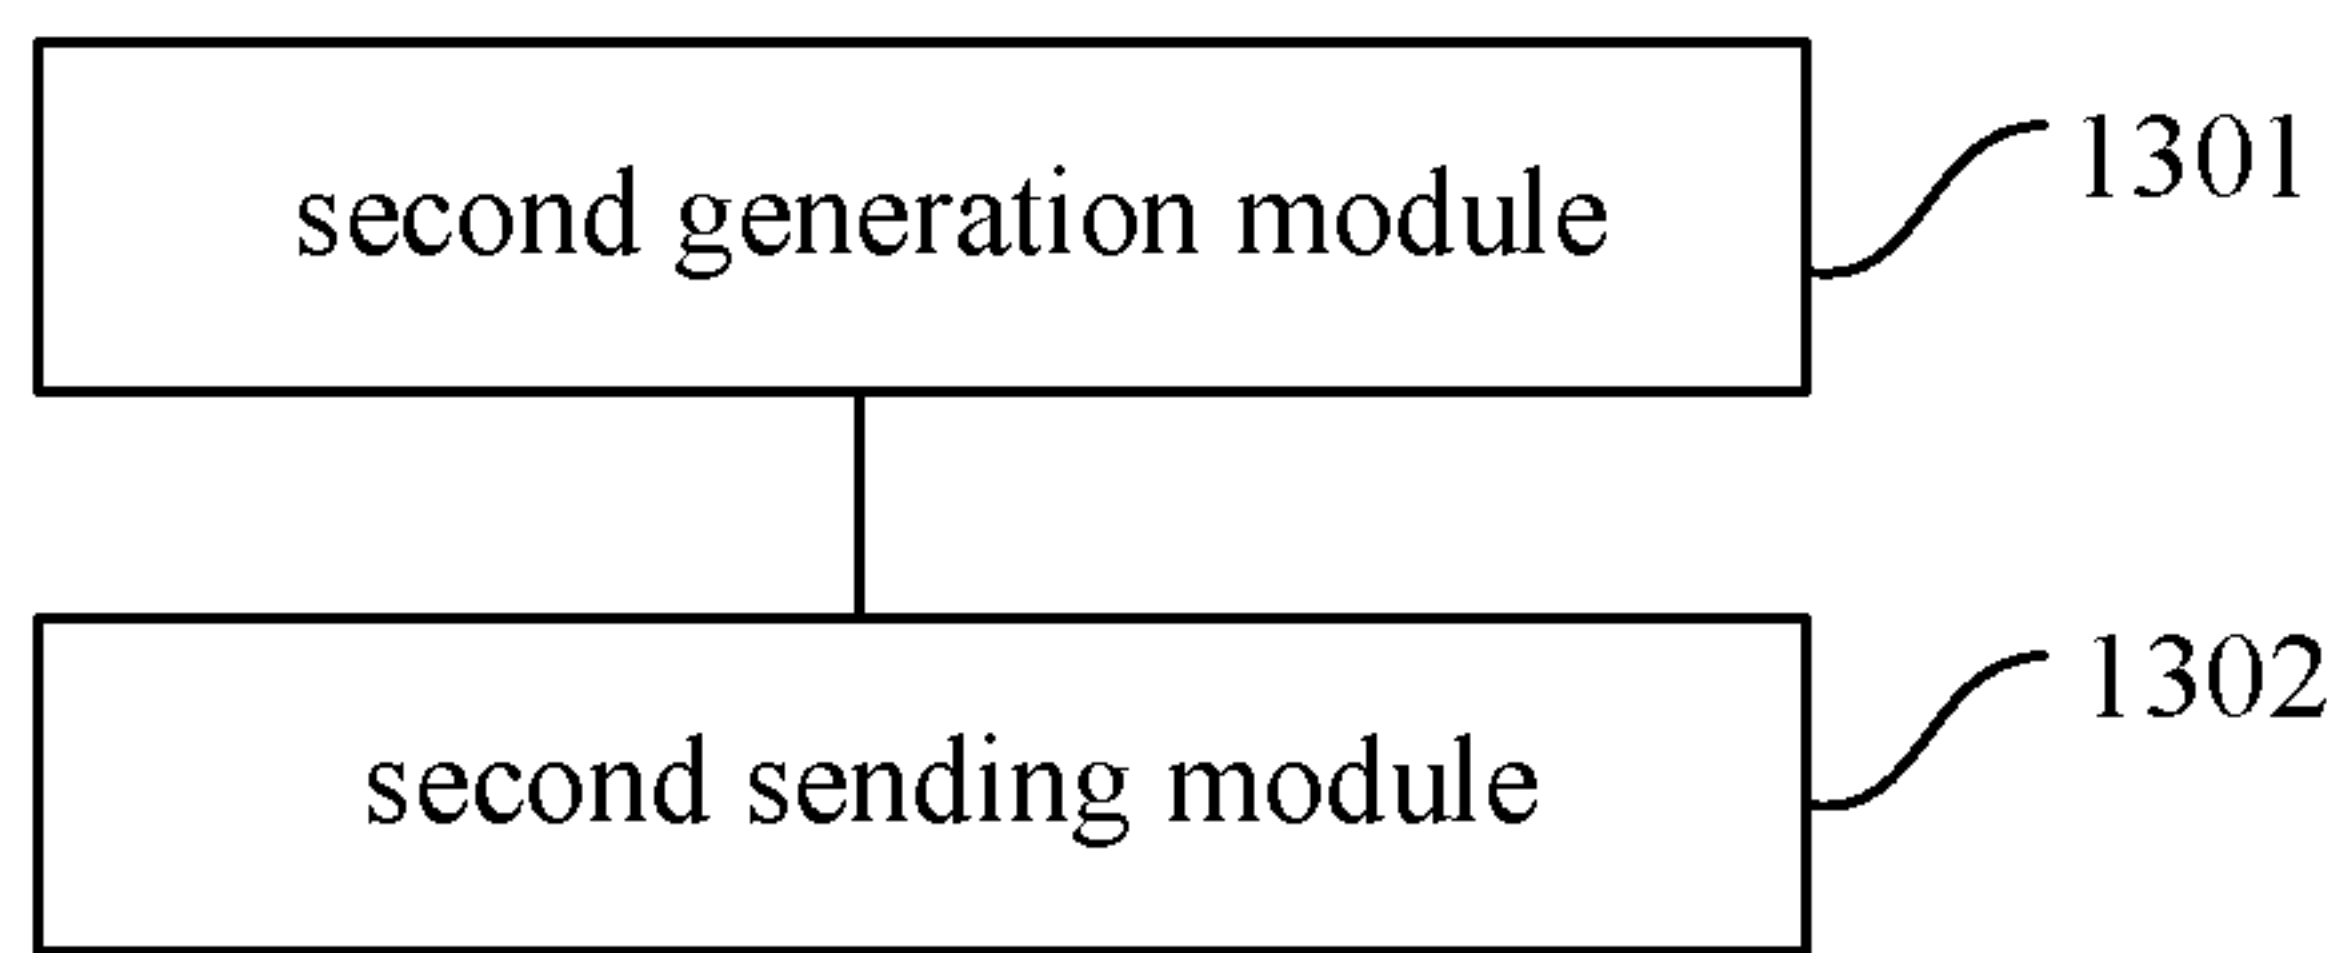 second generation module
1301
second sending module
1302